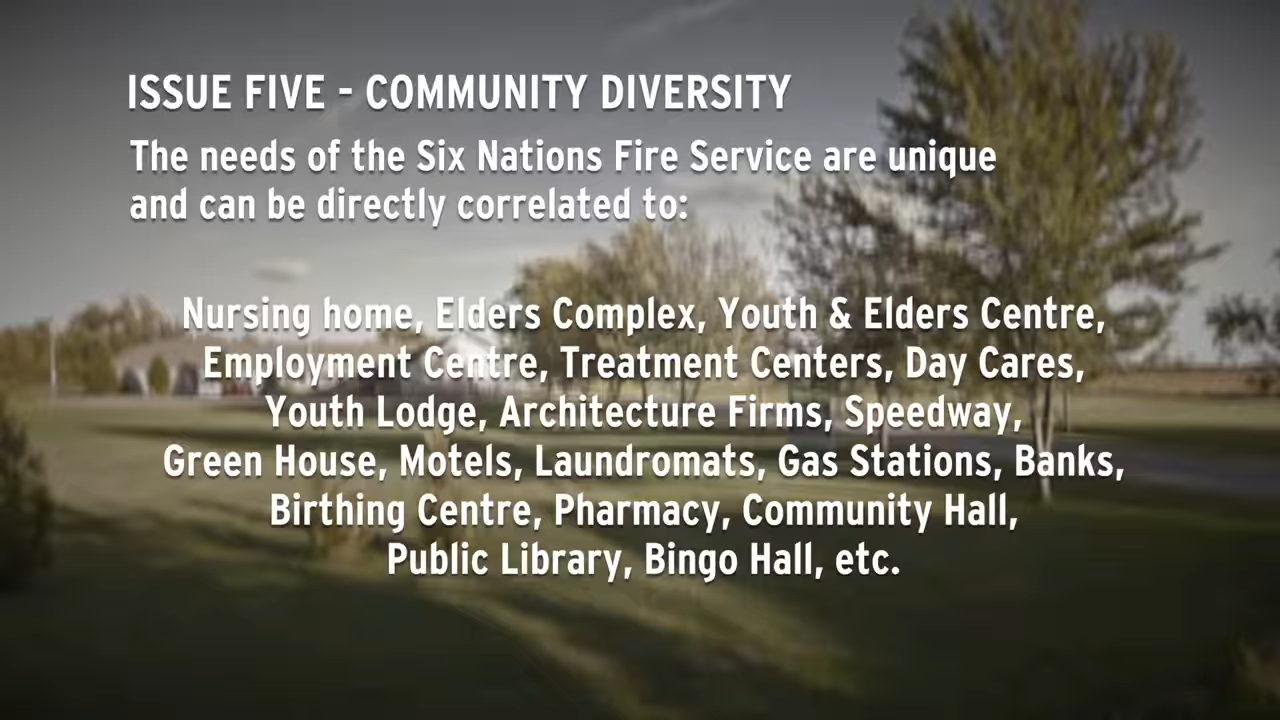 ISSUE FIVE - COMMUNITY DIVERSITY
The needs of the Six Nations Fire Service are unique
and can be directly correlated to:
Nursing home, Elders Complex, Youth & Elders Centre,
Employment Centre, Treatment Centers, Day Cares,
Youth Lodge, Architecture Firms, Speedway,
Green House, Motels, Laundromats, Gas Stations, Banks,
Birthing Centre, Pharmacy, Community Hall,
Public Library, Bingo Hall, etc.